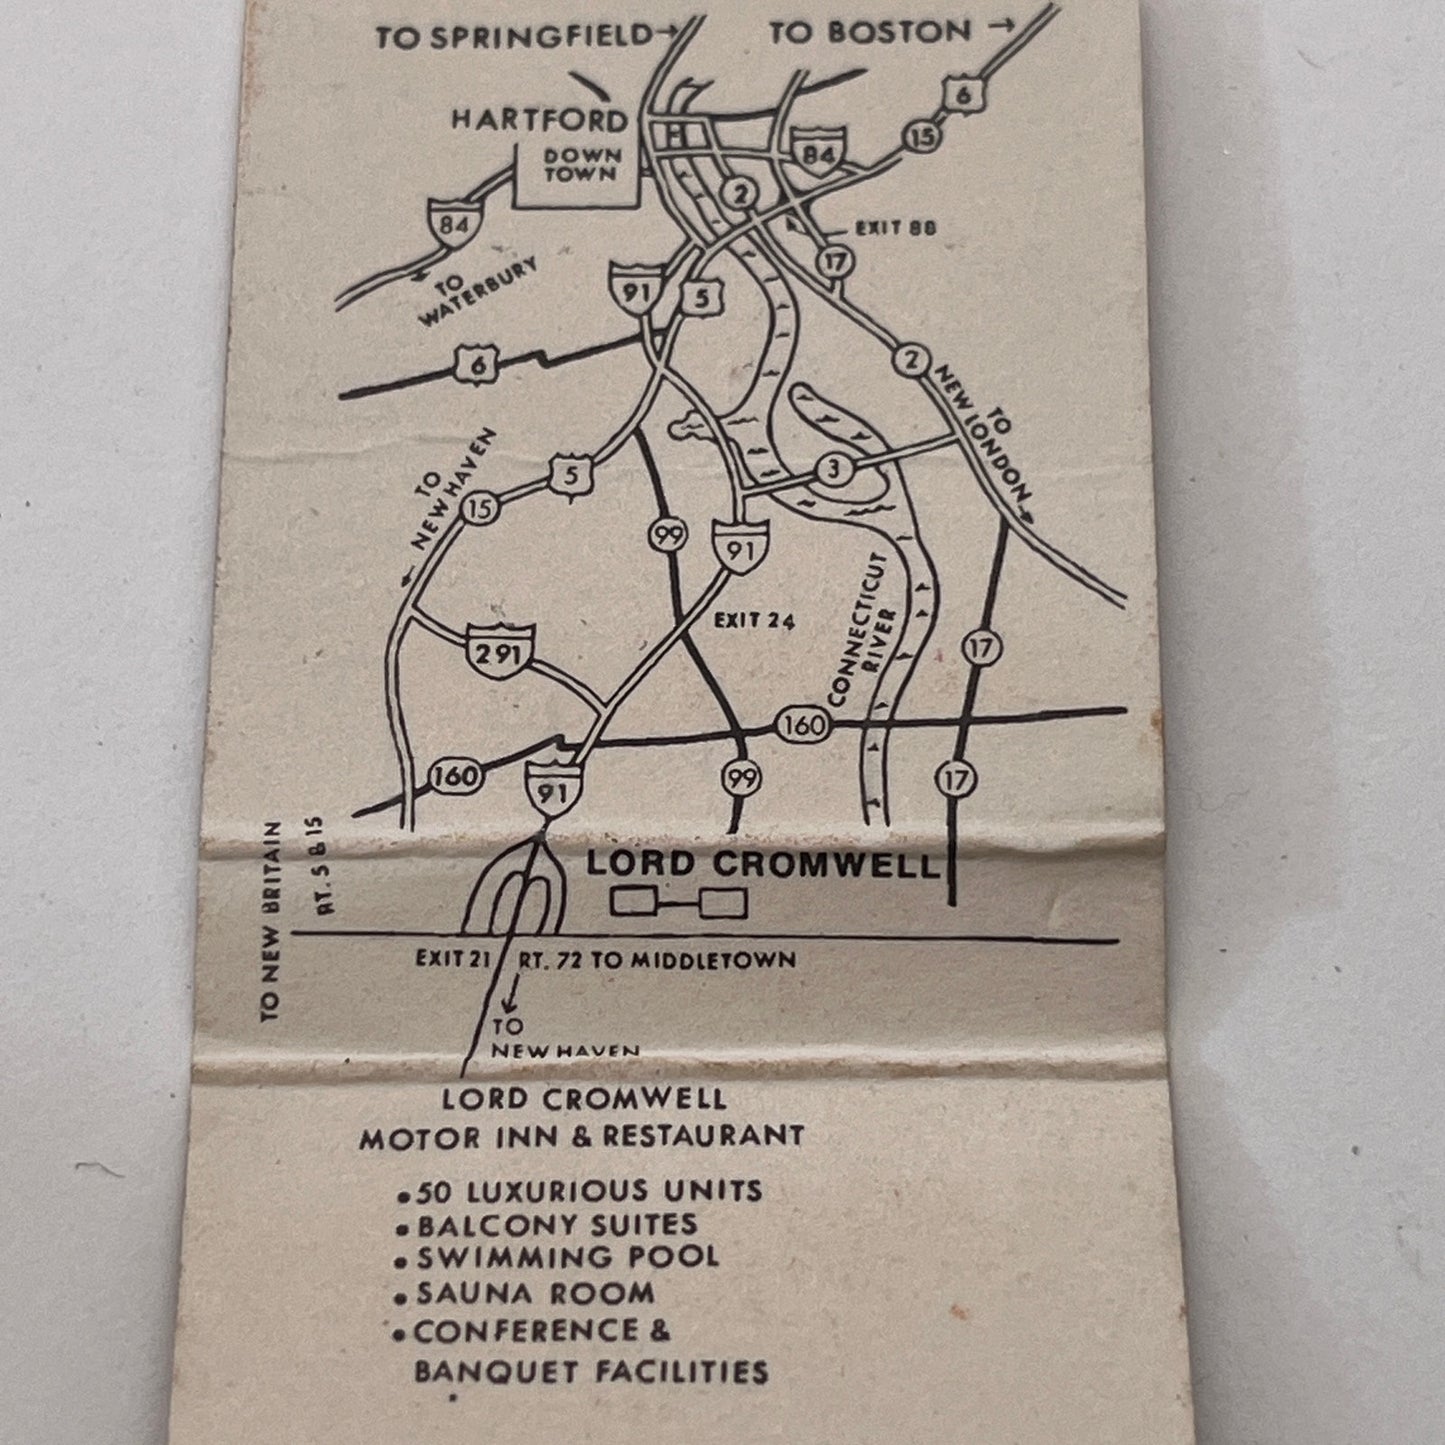 TO SPRINGFIELD
TO BOSTON
6
HARTFORD
15
DOWN
TOWN
84
2
84
EXIT 88
17
TO
WATERBURY
91
5
6
2
TO
NEW LONDON
TO
NEW HAVEN
5
3
15
99
91
CONNECTICUT
RIVER
EXIT 24
291
17
160
160
91
99
17
TO NEW BRITAIN
RT. 5 & 15
LORD CROMWELL
EXIT 21 RT. 72 TO MIDDLETOWN
TO
NEW HAVEN
LORD CROMWELL
MOTOR INN & RESTAURANT
• 50 LUXURIOUS UNITS
• BALCONY SUITES
• SWIMMING POOL
• SAUNA ROOM
• CONFERENCE &
BANQUET FACILITIES